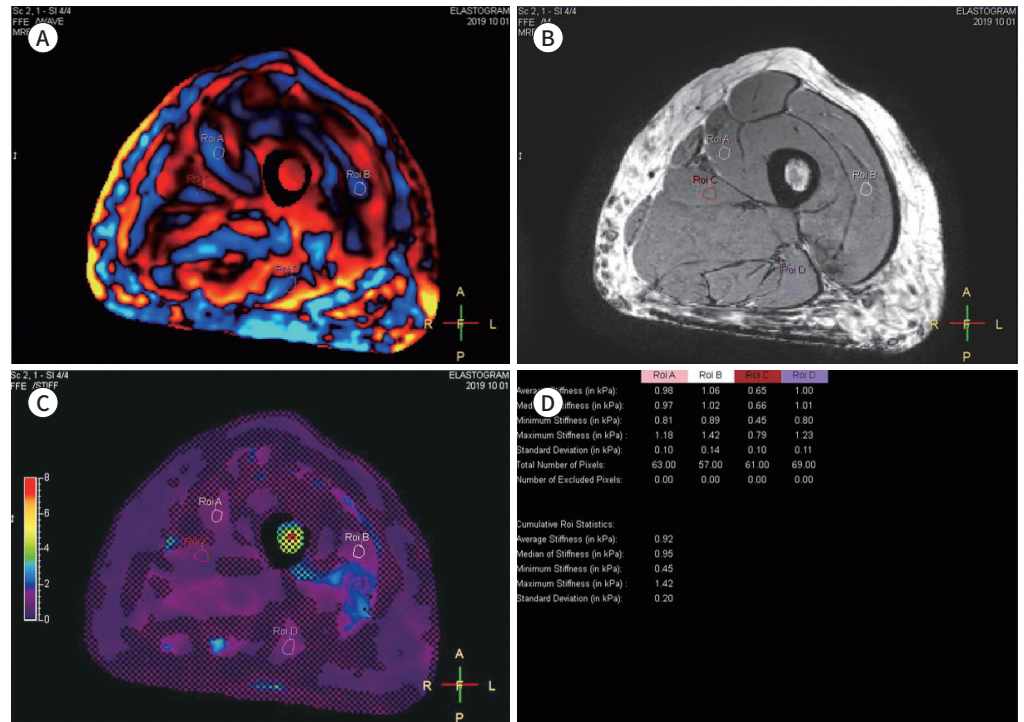 Sc 2, 1 - SI 4/4
FFE /WAVE
ELASTOGRAM
2019 10 01
A
Roi A
Roi B
A
R F L
P
Sc 2, 1 - SI 4/4
FFE /M
ELASTOGRAM
2019 10 01
B
Roi A
Roi B
Roi C
Roi D
A
R F L
P
Sc 2, 1 - SI 4/4
FFE /STIFF
ELASTOGRAM
2019 10 01
C
8
6
4
2
0
Roi A
Roi B
Roi D
A
R F L
P
D
Roi A Roi B Roi C Roi D
Stiffness (in kPa): 0.98 1.06 0.65 1.00
Stiffness (in kPa): 0.97 1.02 0.66 1.01
Minimum Stiffness (in kPa): 0.81 0.89 0.45 0.80
Maximum Stiffness (in kPa) : 1.18 1.42 0.79 1.23
Standard Deviation (in kPa): 0.10 0.14 0.10 0.11
Total Number of Pixels: 63.00 57.00 61.00 69.00
Number of Excluded Pixels: 0.00 0.00 0.00 0.00
Cumulative Roi Statistics:
Average Stiffness (in kPa): 0.92
Median of Stiffness (in kPa): 0.95
Minimum Stiffness (in kPa): 0.45
Maximum Stiffness (in kPa) : 1.42
Standard Deviation (in kPa): 0.20